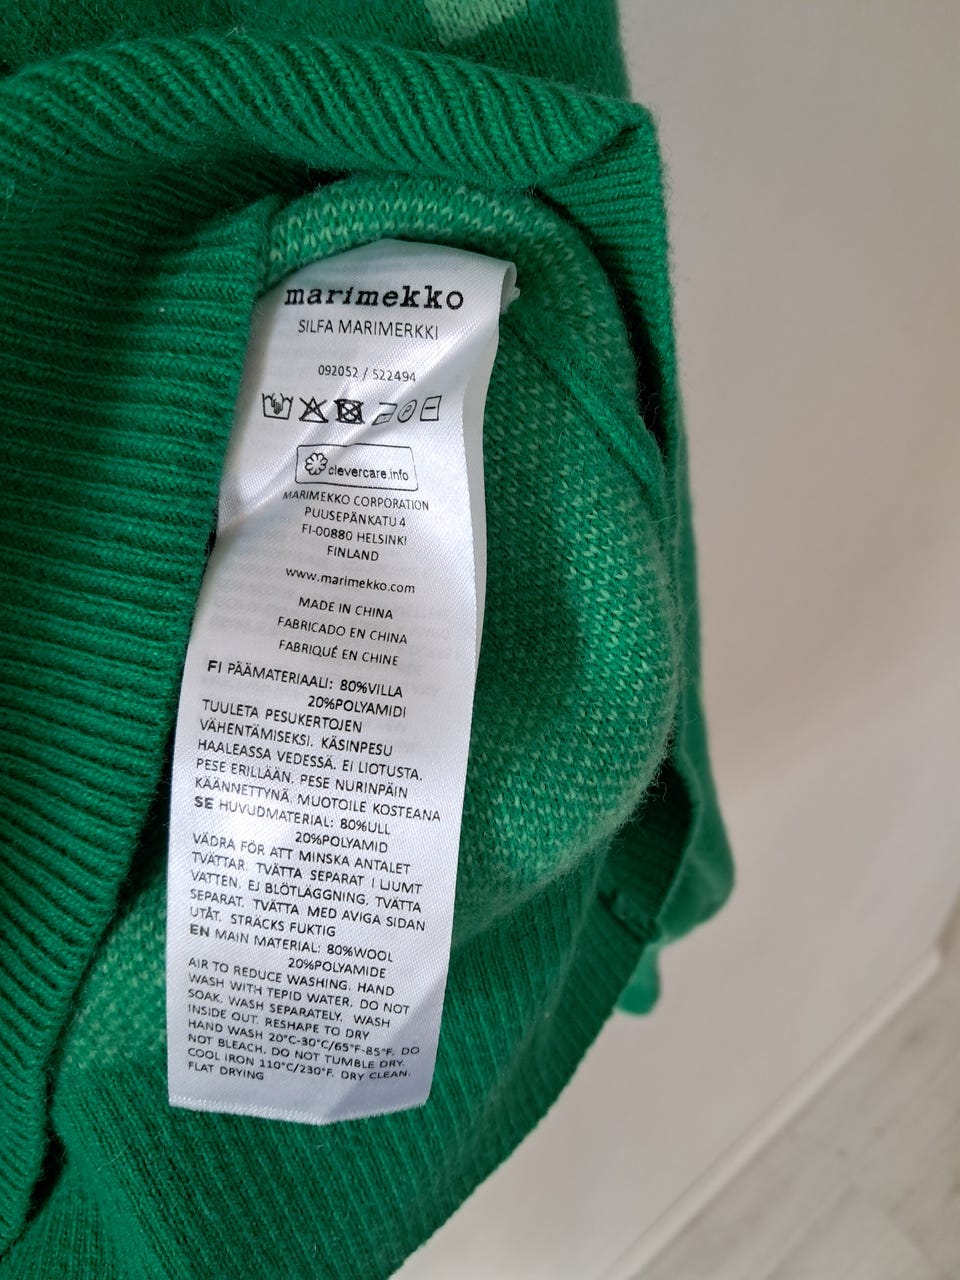 marimekko
SILFA MARIMERKKI
092052 / 522494
clevercare.info
MARIMEKKO CORPORATION
PUUSEPÄNKATU 4
FI-00880 HELSINKI
FINLAND
www.marimekko.com
MADE IN CHINA
FABRICADO EN CHINA
FABRIQUÉ EN CHINE
FI PÄÄMATERIAALI: 80%VILLA
20%POLYAMIDI
TUULETA PESUKERTOJEN
VÄHENTÄMISEKSI. KÄSINPESU
HAALEASSA VEDESSÄ. EI LIOTUSTA.
PESE ERILLÄÄN. PESE NURINPÄIN
KÄÄNNETTYNÄ. MUOTOILE KOSTEANA
SE HUVUDMATERIAL: 80%ULL
20%POLYAMID
VÄDRA FÖR ATT MINSKA ANTALET
TVÄTTAR. TVÄTTA SEPARAT I LJUMT
VATTEN. EJ BLÖTLÄGGNING. TVÄTTA
SEPARAT. TVÄTTA MED AVIGA SIDAN
UTÅT. STRÄCKS FUKTIG
EN MAIN MATERIAL: 80%WOOL
20%POLYAMIDE
AIR TO REDUCE WASHING. HAND
WASH WITH TEPID WATER. DO NOT
SOAK. WASH SEPARATELY. WASH
INSIDE OUT. RESHAPE TO DRY
HAND WASH 20°C-30°C/65°F-85°F. DO
NOT BLEACH. DO NOT TUMBLE DRY.
COOL IRON 110°C/230°F. DRY CLEAN.
FLAT DRYING